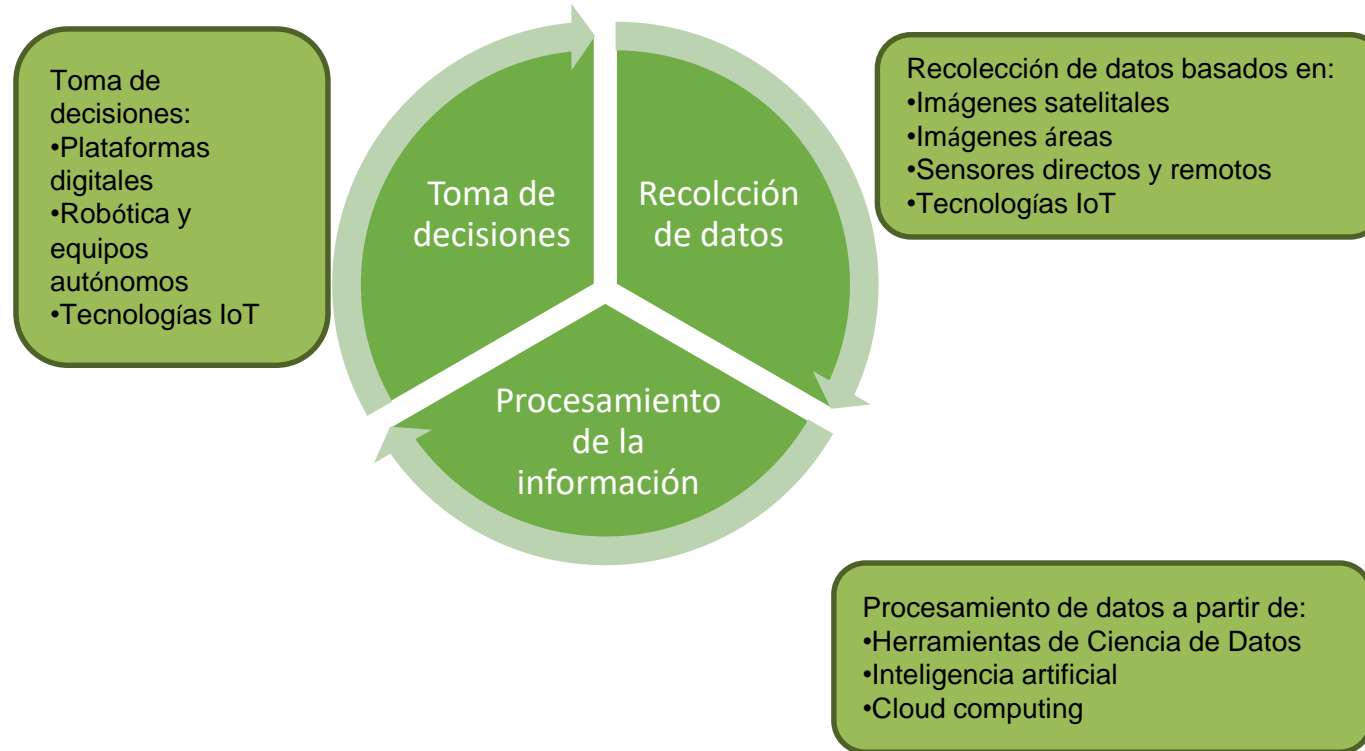 Toma de
decisiones:
•Plataformas
digitales
•Robótica y
equipos
autónomos
•Tecnologías IoT
Toma de
decisiones
Recolcción
de datos
Procesamiento
de la
información
Recolección de datos basados en:
•Imágenes satelitales
•Imágenes áreas
•Sensores directos y remotos
•Tecnologías IoT
Procesamiento de datos a partir de:
•Herramientas de Ciencia de Datos
•Inteligencia artificial
•Cloud computing